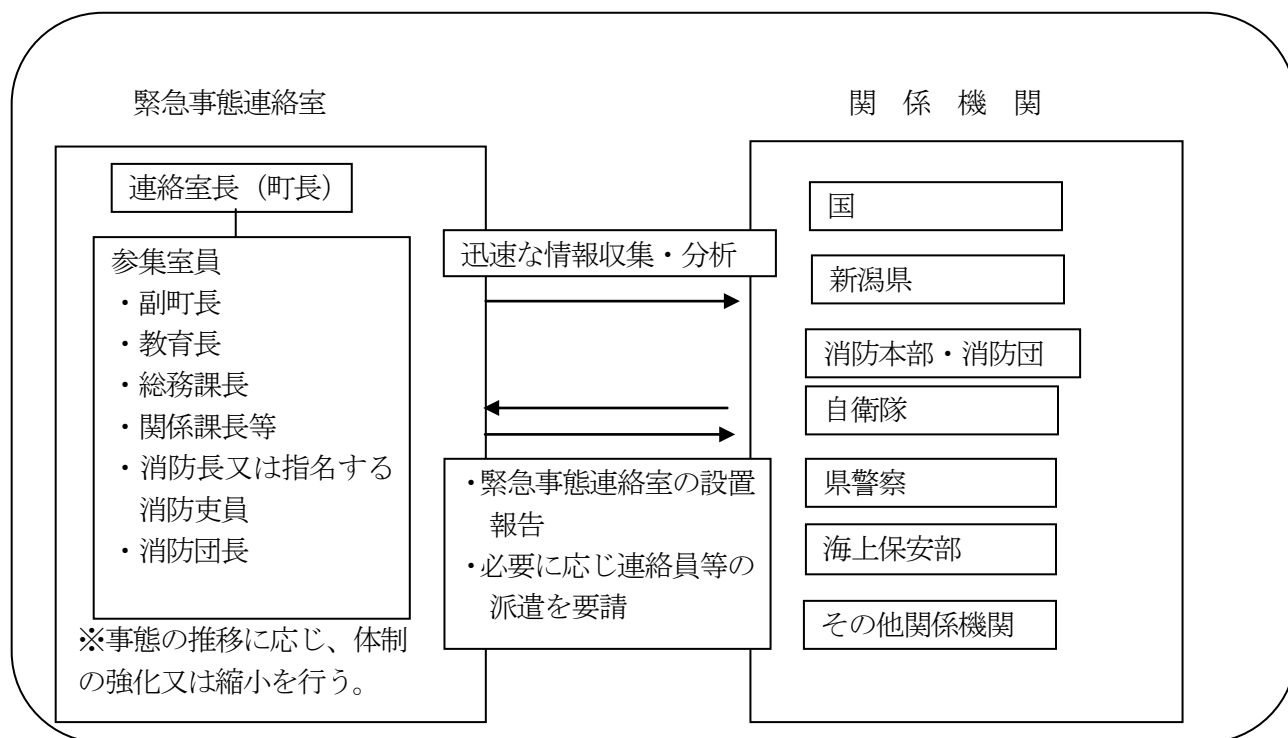 緊急事態連絡室
連絡室長（町長）
参集室員
・副町長
・教育長
・総務課長
・関係課長等
・消防長又は指名する
消防吏員
・消防団長
※事態の推移に応じ、体制
の強化又は縮小を行う。
迅速な情報収集・分析
・緊急事態連絡室の設置
報告
・必要に応じ連絡員等の
派遣を要請
関係機関
国
新潟県
消防本部・消防団
自衛隊
県警察
海上保安部
その他関係機関